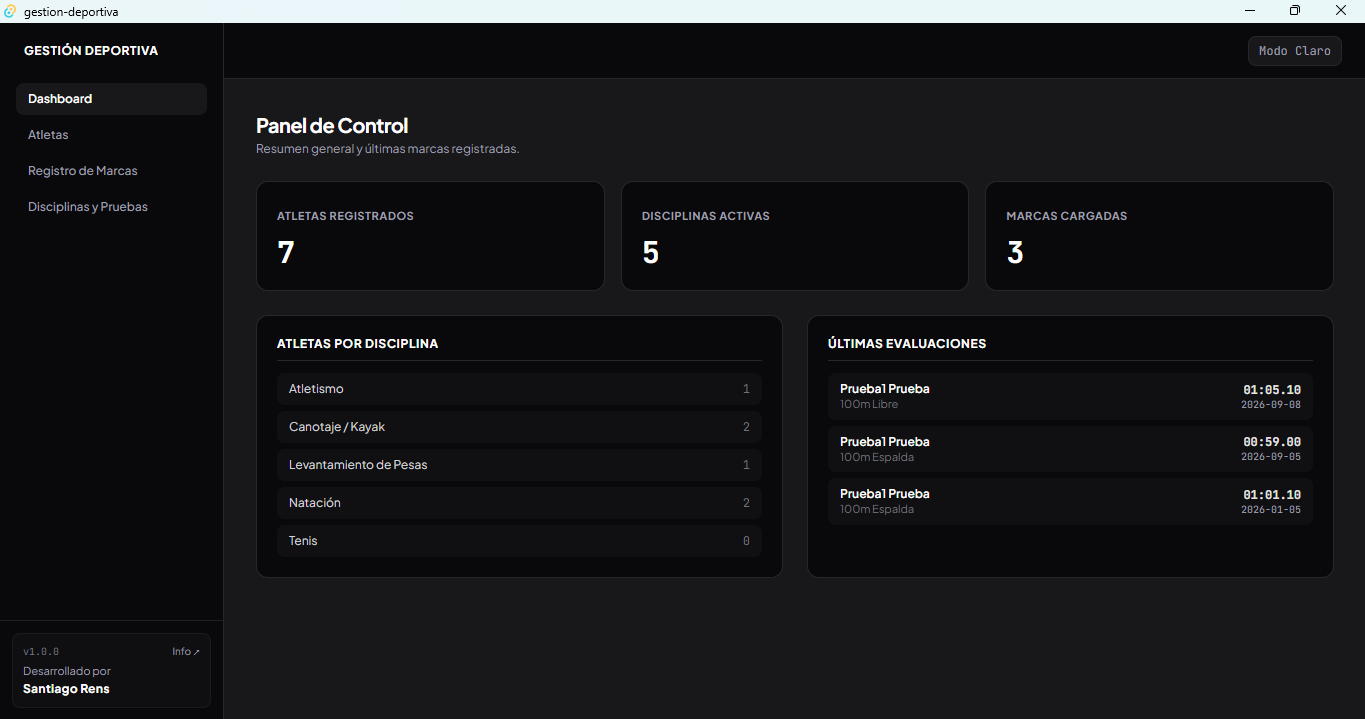 gestion-deportiva
GESTIÓN DEPORTIVA
Modo Claro
Dashboard
Atletas
Registro de Marcas
Disciplinas y Pruebas
Panel de Control
Resumen general y últimas marcas registradas.
ATLETAS REGISTRADOS
7
DISCIPLINAS ACTIVAS
5
MARCAS CARGADAS
3
ATLETAS POR DISCIPLINA
Atletismo 1
Canotaje / Kayak 2
Levantamiento de Pesas 1
Natación 2
Tenis 0
ÚLTIMAS EVALUACIONES
Prueba1 Prueba 01:05.10
100m Libre 2026-09-08
Prueba1 Prueba 00:59.00
100m Espalda 2026-09-05
Prueba1 Prueba 01:01.10
100m Espalda 2026-01-05
v1.0.0 Info ↗
Desarrollado por
Santiago Rens